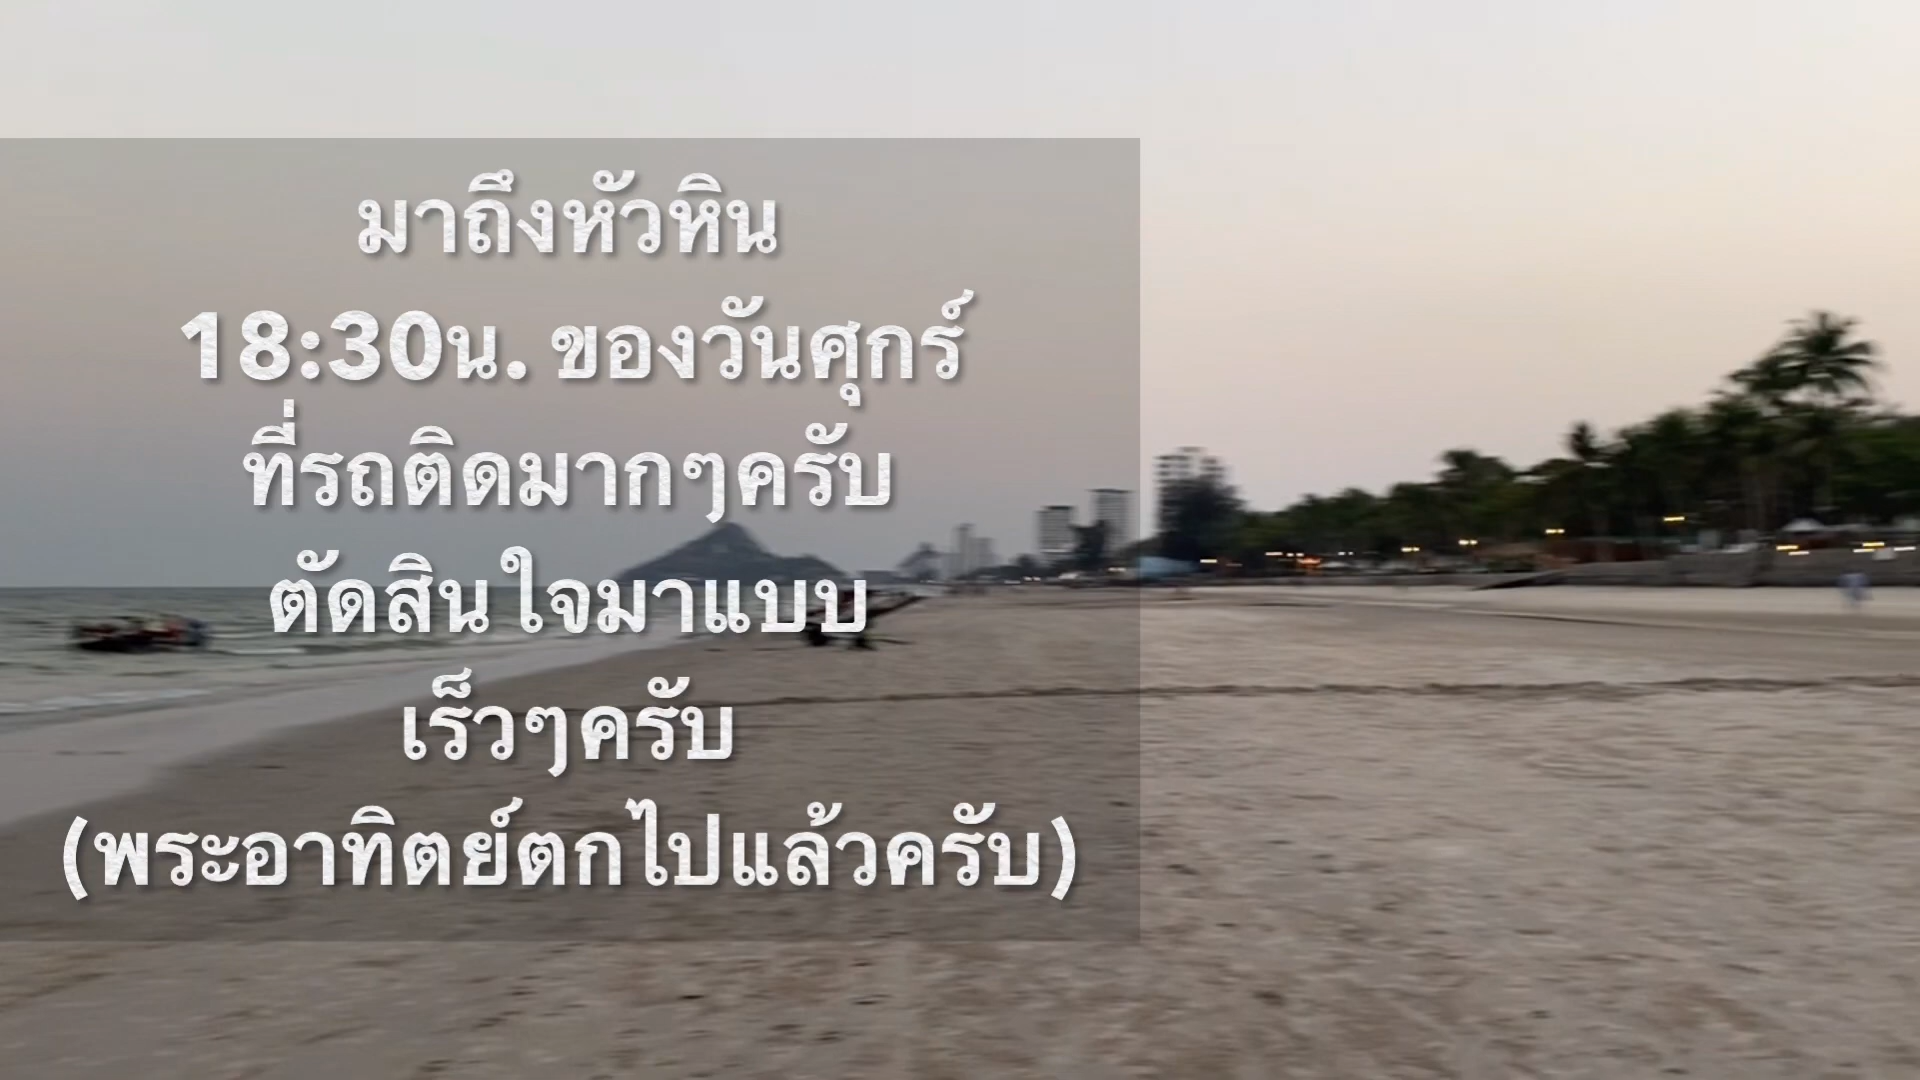 มาถึงหัวหิน
18:30น. ของวันศุกร์
ที่รถติดมากๆครับ
ตัดสินใจมาแบบ
เร็วๆครับ
(พระอาทิตย์ตกไปแล้วครับ)